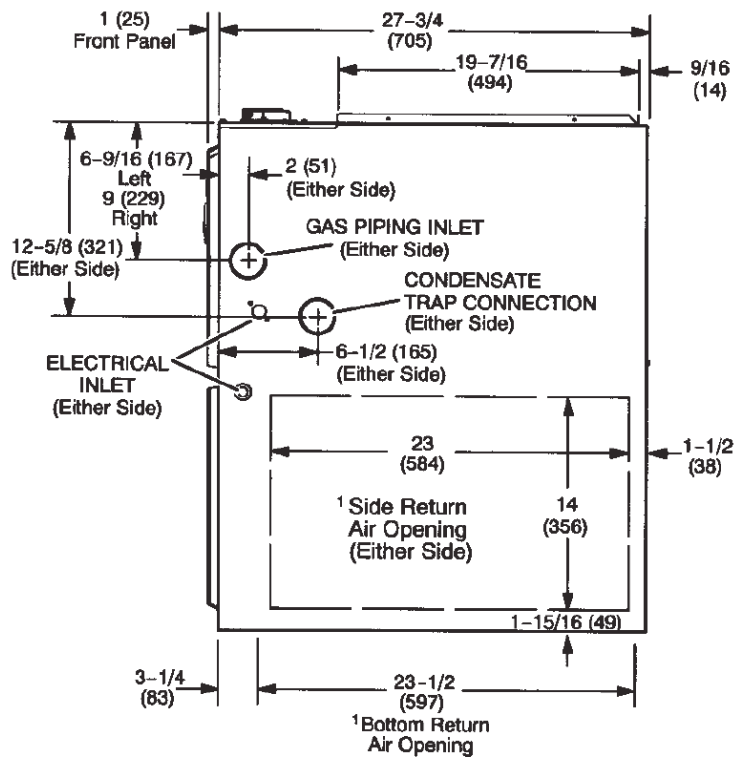 1 (25)
Front Panel
27–3/4
(705)
19–7/16
(494)
9/16
(14)
6–9/16 (167)
Left
9 (229)
Right
2 (51)
(Either Side)
12–5/8 (321)
(Either Side)
GAS PIPING INLET
(Either Side)
CONDENSATE
TRAP CONNECTION
(Either Side)
6–1/2 (165)
(Either Side)
ELECTRICAL
INLET
(Either Side)
23
(584)
1–1/2
(38)
14
(356)
1 Side Return
Air Opening
(Either Side)
1–15/16 (49)
3–1/4
(83)
23–1/2
(597)
1 Bottom Return
Air Opening